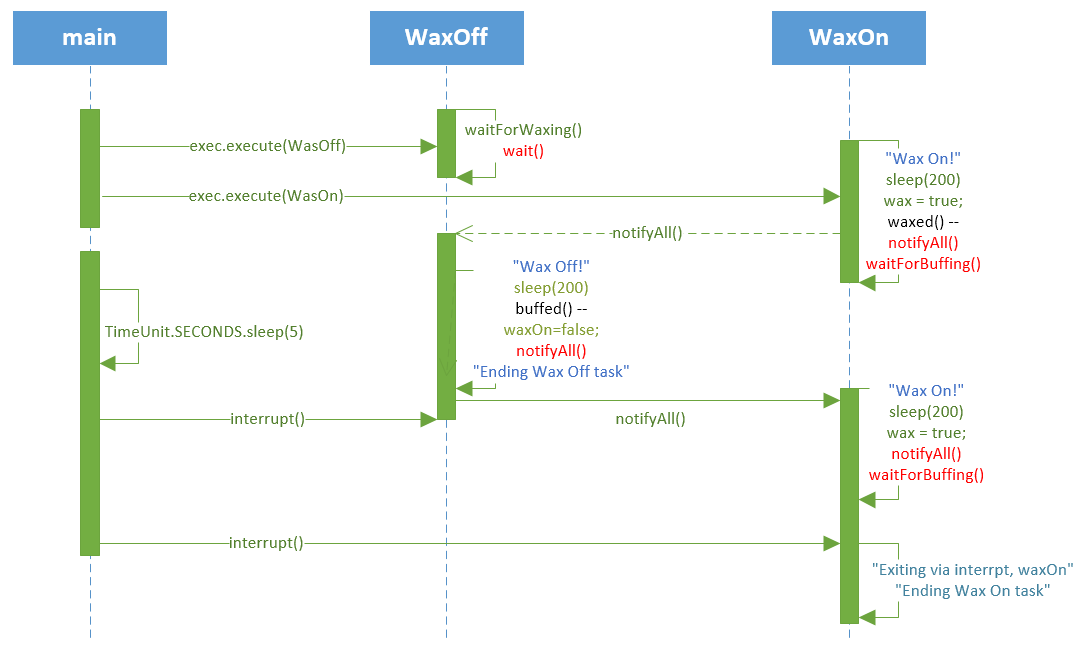 main
WaxOff
WaxOn
waitForWaxing()
wait()
exec.execute(WasOff)
"Wax On!"
sleep(200)
wax = true;
waxed() --
notifyAll()
waitForBuffing()
exec.execute(WasOn)
notifyAll()
"Wax Off!"
sleep(200)
buffed() --
waxOn=false;
notifyAll()
"Ending Wax Off task"
TimeUnit.SECONDS.sleep(5)
interrupt()
notifyAll()
"Wax On!"
sleep(200)
wax = true;
notifyAll()
waitForBuffing()
interrupt()
"Exiting via interrpt, waxOn"
"Ending Wax On task"